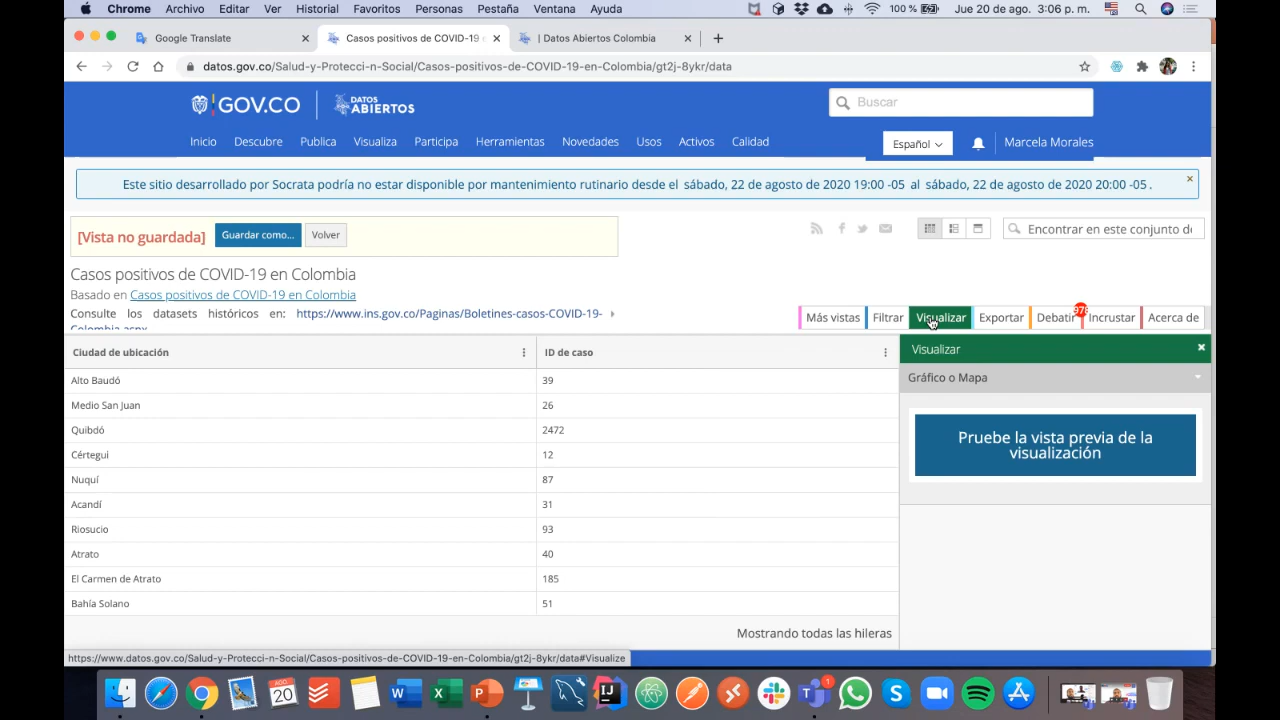 Chrome Archivo Editar Ver Historial Favoritos Personas Pestaña Ventana Ayuda 100 % Jue 20 de ago. 3:06 p. m.
Google Translate Casos positivos de COVID-19 | Datos Abiertos Colombia
datos.gov.co/Salud-y-Protecci-n-Social/Casos-positivos-de-COVID-19-en-Colombia/gt2j-8ykr/data
GOV.CO DATOS ABIERTOS Buscar
Inicio Descubre Publica Visualiza Participa Herramientas Novedades Usos Activos Calidad Español Marcela Morales
Este sitio desarrollado por Socrata podría no estar disponible por mantenimiento rutinario desde el sábado, 22 de agosto de 2020 19:00 -05 al sábado, 22 de agosto de 2020 20:00 -05 .
[Vista no guardada] Guardar como... Volver Encontrar en este conjunto d
Casos positivos de COVID-19 en Colombia
Basado en Casos positivos de COVID-19 en Colombia
Consulte los datasets históricos en: https://www.ins.gov.co/Paginas/Boletines-casos-COVID-19-
Colombia.aspx
Más vistas Filtrar Visualizar Exportar Debatir Incrustar Acerca de
Ciudad de ubicación ID de caso
Alto Baudó 39
Medio San Juan 26
Quibdó 2472
Cértegui 12
Nuquí 87
Acandí 31
Riosucio 93
Atrato 40
El Carmen de Atrato 185
Bahía Solano 51
Mostrando todas las hileras
Visualizar
Gráfico o Mapa
Pruebe la vista previa de la
visualización
https://www.datos.gov.co/Salud-y-Protecci-n-Social/Casos-positivos-de-COVID-19-en-Colombia/gt2j-8ykr/data#Visualize
AGO. 20
1